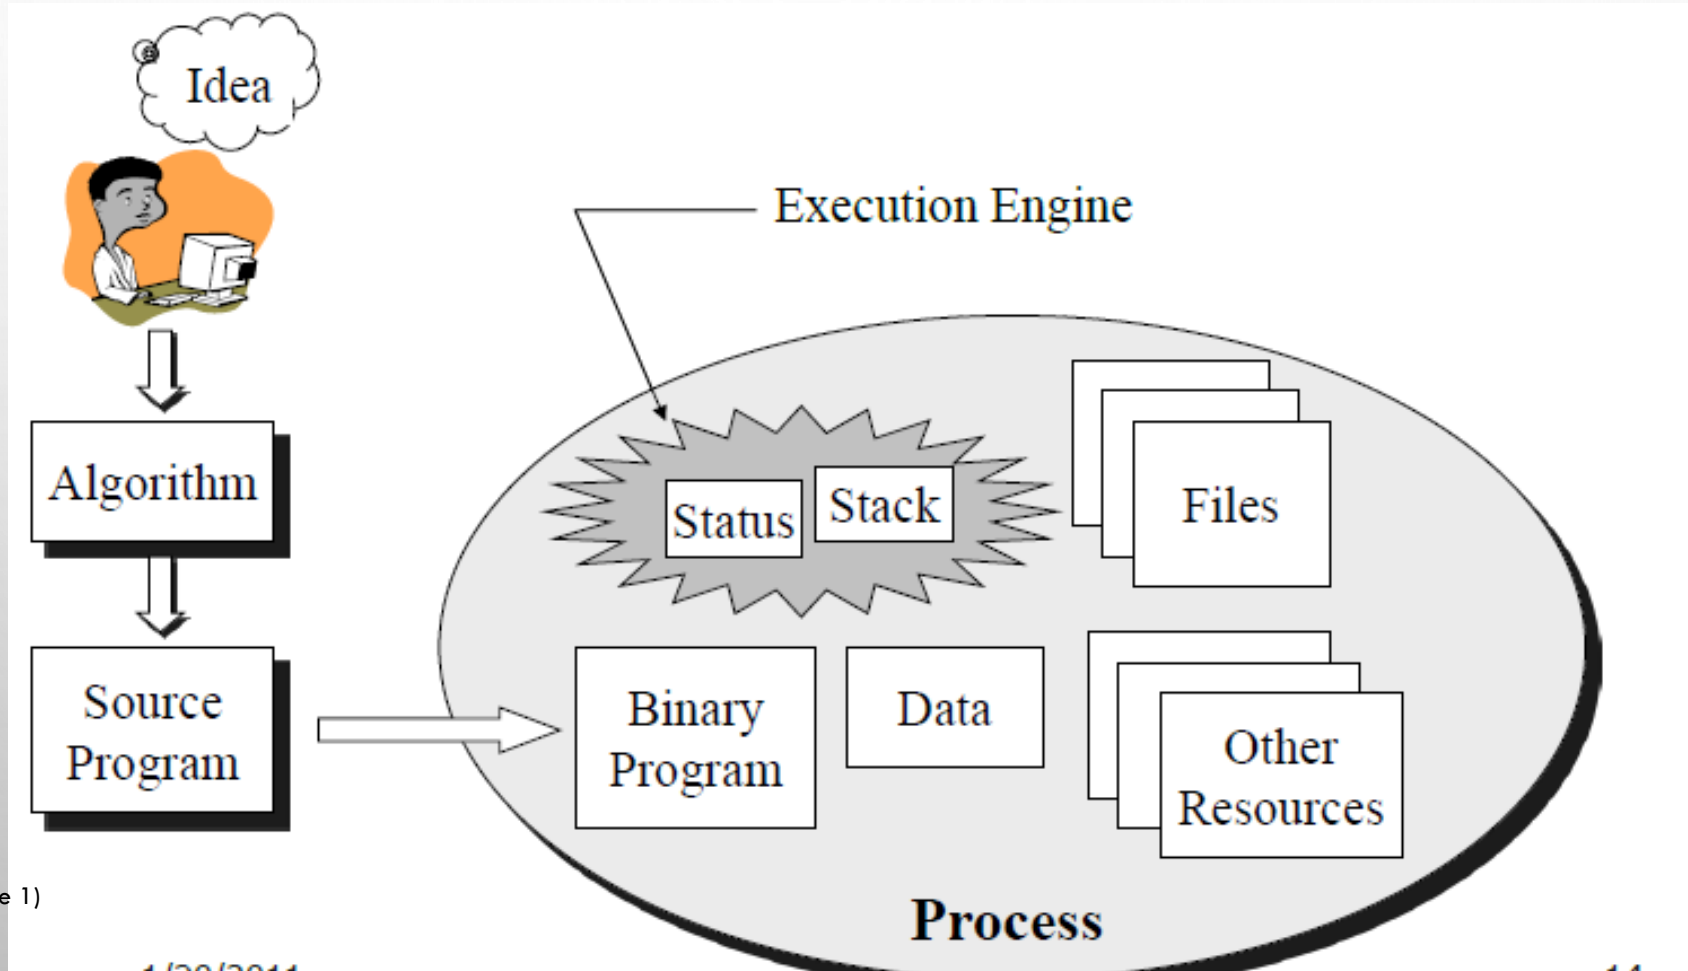 Idea
Execution Engine
Algorithm
Status
Stack
Files
Source
Program
Binary
Program
Data
Other
Resources
e 1)
Process